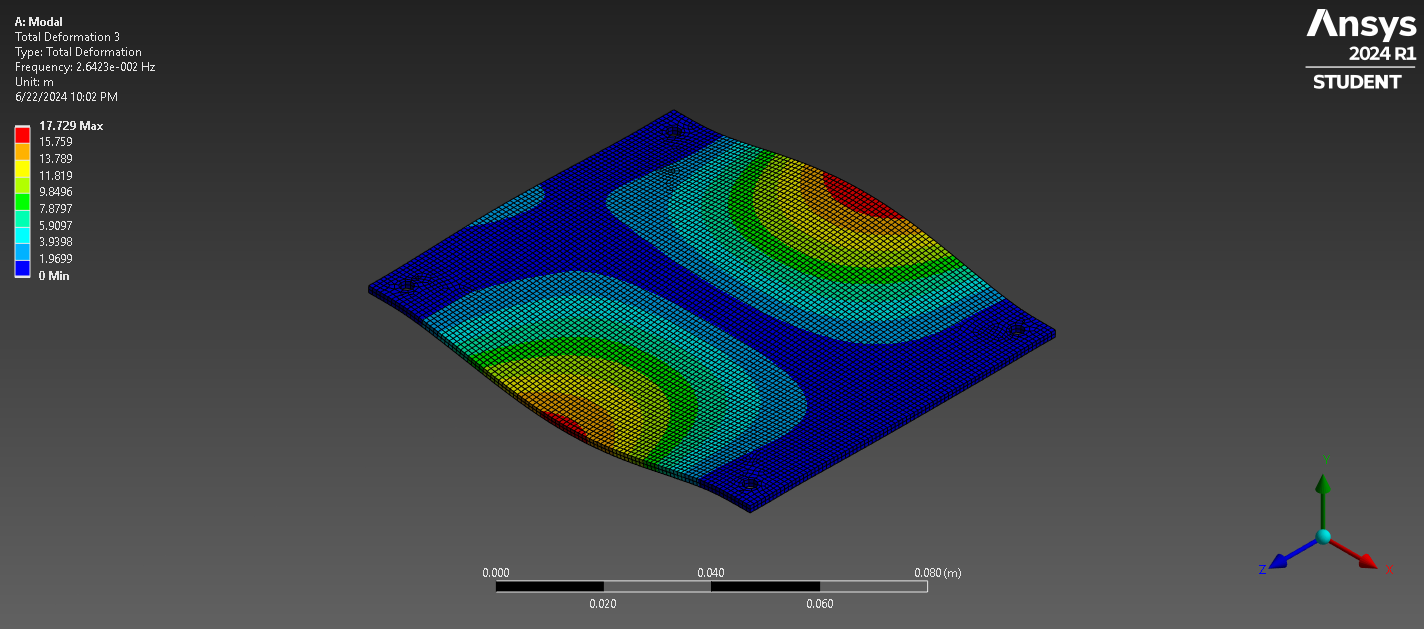 A: Modal
Total Deformation 3
Type: Total Deformation
Frequency: 2.6423e-002 Hz
Unit: m
6/22/2024 10:02 PM
17.729 Max
15.759
13.789
11.819
9.8496
7.8797
5.9097
3.9398
1.9699
0 Min
Ansys
2024 R1
STUDENT
Y
Z
X
0.000
0.040
0.080 (m)
0.020
0.060